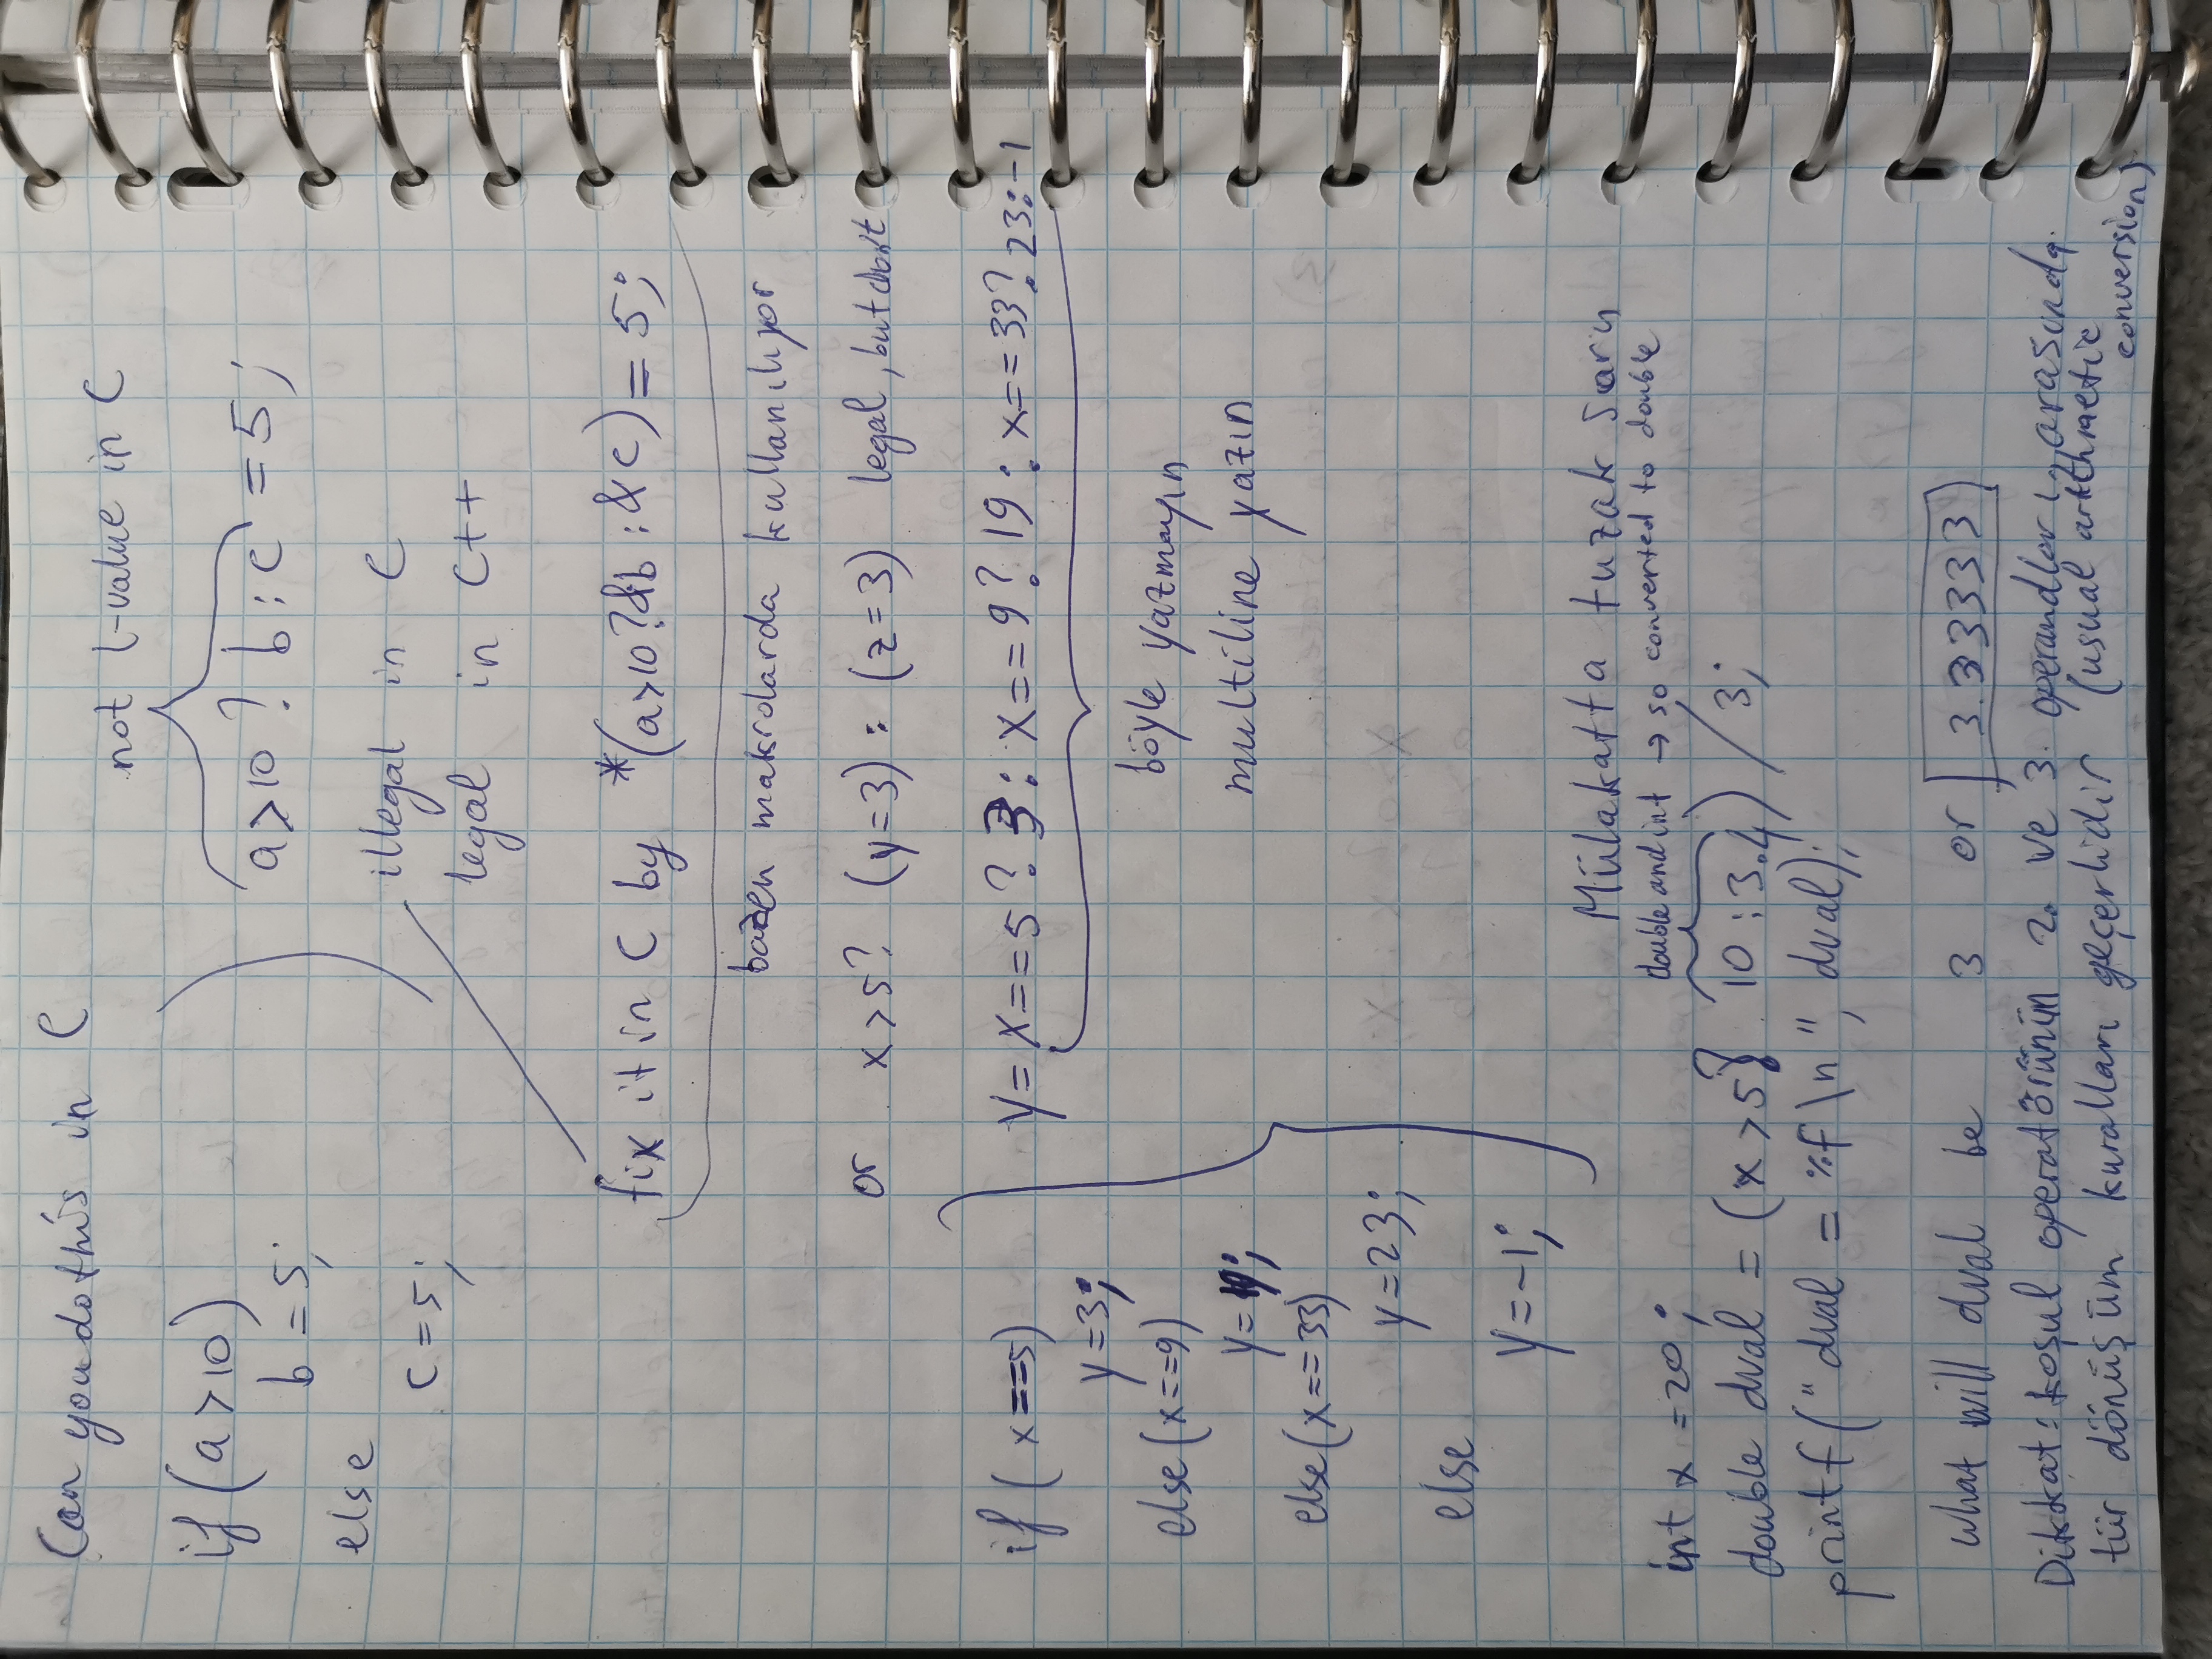 Can you do this in C
not l-value in C
if (a>10)
b = 5;
else
c = 5;
a>10 ? b : c = 5;
illegal in C
legal in C++
fix it in C by *(a>10?&b : &c) = 5;
bazen makrolarda kullanılıyor
or x>5? (y=3) : (z=3) legal, but don't
if ( x==5)
y=3;
else(x==9)
y=19;
else(x==33)
y=23;
else
y=-1;
y= x==5 ? 3 : x==9? 19 : x==33? 23:-1
böyle yazmayın
multiline yazın
Mülakatta tuzak soru
double and int → so converted to double
int x =20;
double dval = (x >5? 10 : 3.4) / 3;
printf("dval = %f \n", dval);
what will dval be 3 or 3.33333
Dikkat: koşul operatörünün 2. ve 3. operandları arasında
tür dönüşüm kuralları geçerlidir (usual arithmetic
conversion)